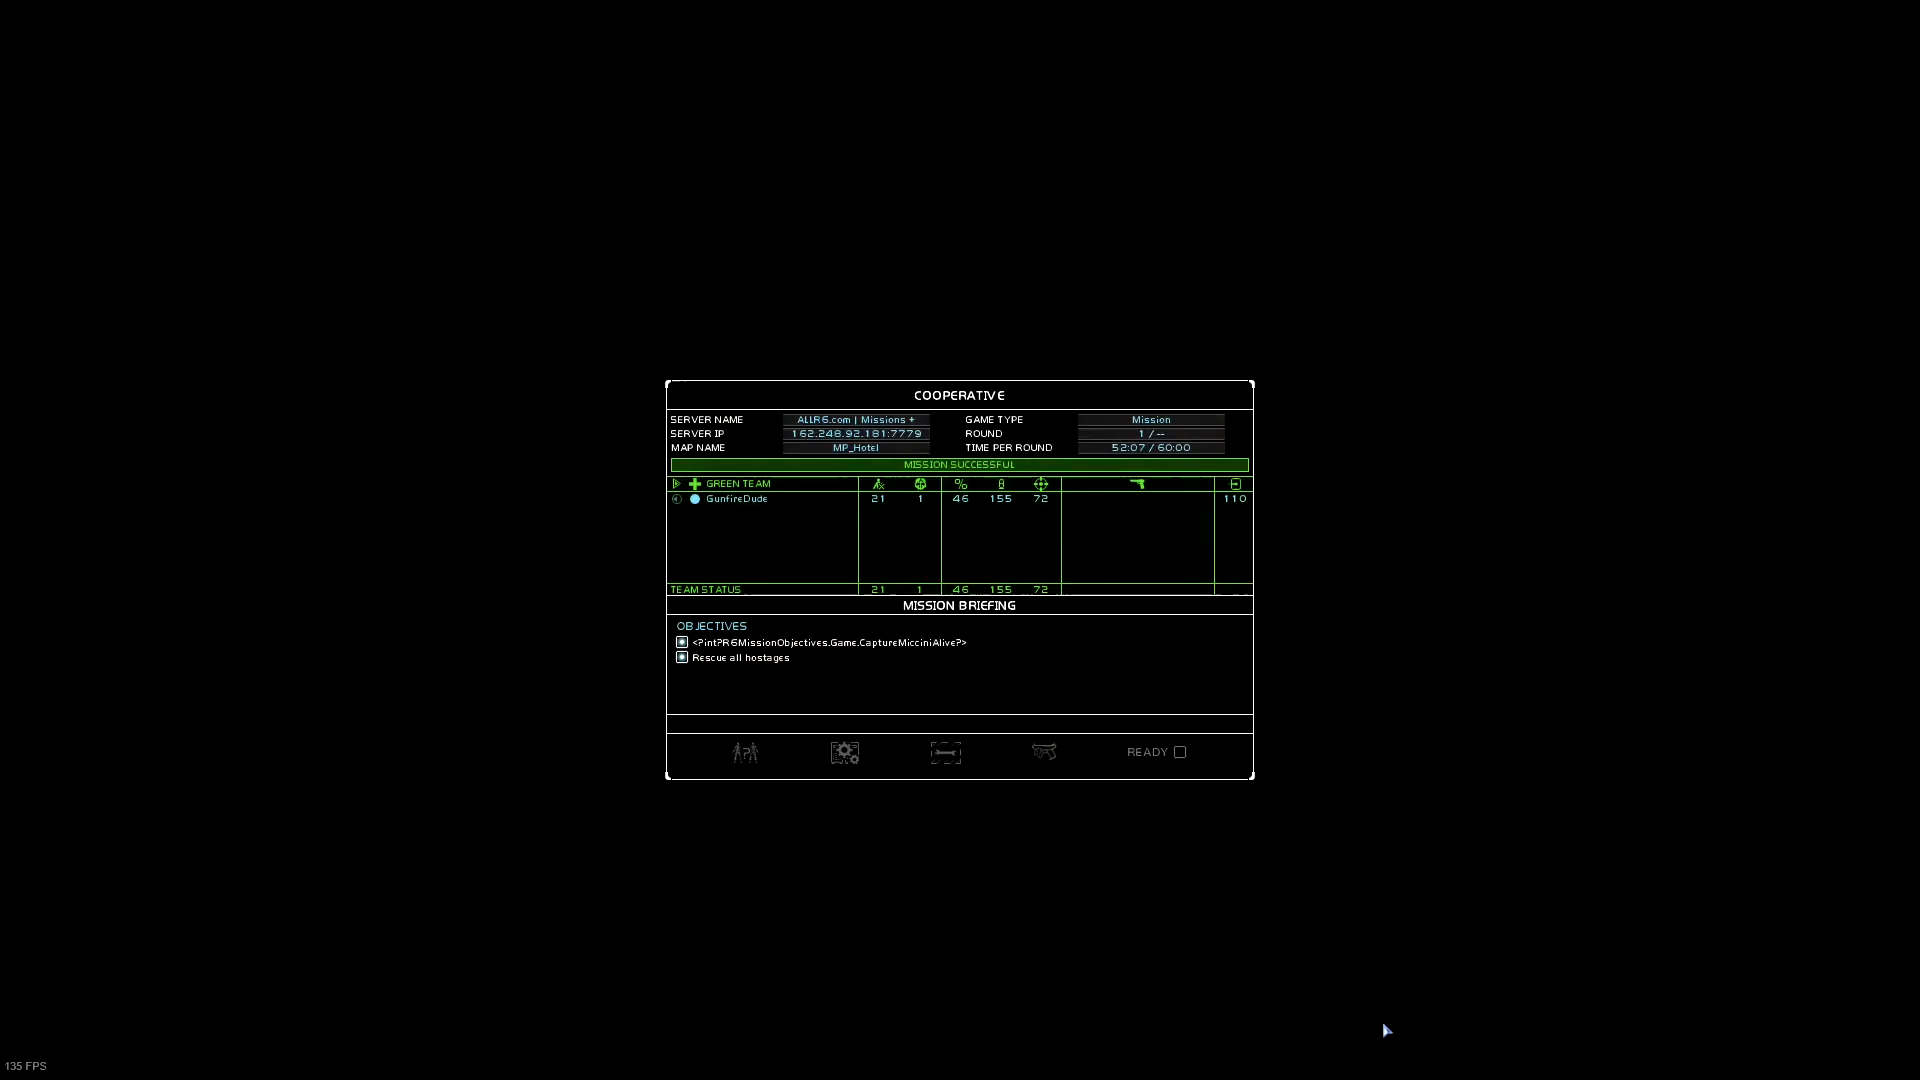 COOPERATIVE
SERVER NAME ALLR6.com | Missions + GAME TYPE Mission
SERVER IP 162.248.92.181:7779 ROUND 1 / --
MAP NAME MP_Hotel TIME PER ROUND 52:07 / 60:00
MISSION SUCCESSFUL
GREEN TEAM %
GunfireDude 21 1 46 155 72 110
TEAM STATUS 21 1 46 155 72
MISSION BRIEFING
OBJECTIVES
<?int?R6MissionObjectives.Game.CaptureMicciniAlive?>
Rescue all hostages
READY
135 FPS